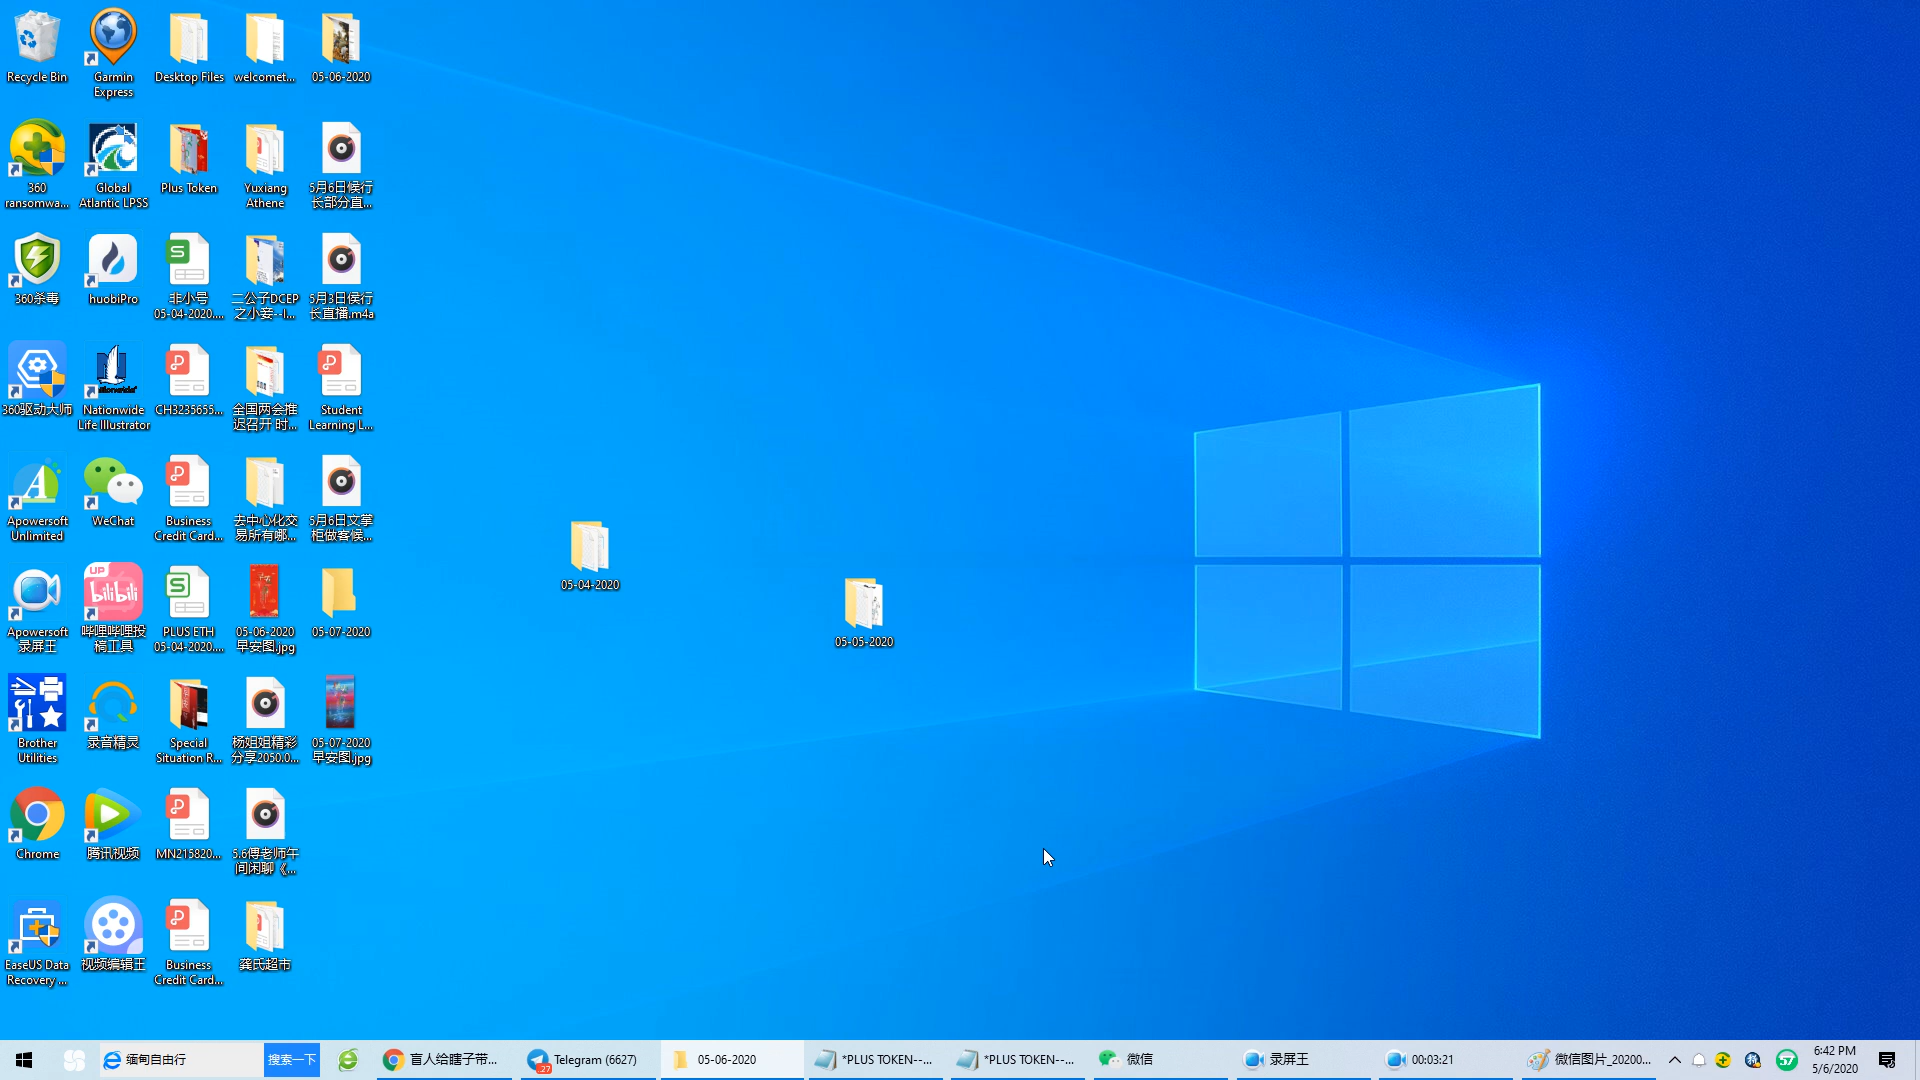 Recycle Bin
Garmin
Express
Desktop Files
welcomet...
05-06-2020
360
ransomwa...
Global
Atlantic LPSS
Plus Token
Yuxiang
Athene
5月6日候行
长部分直...
360杀毒
huobiPro
非小号
05-04-2020....
二公子DCEP
之小妾--I...
5月3日侯行
长直播.m4a
360驱动大师
Nationwide
Life Illustrator
CH3235655...
全国两会推
迟召开 时...
Student
Learning L...
Apowersoft
Unlimited
WeChat
Business
Credit Card...
去中心化交
易所有哪...
5月6日文掌
柜做客候...
05-04-2020
05-05-2020
Apowersoft
录屏王
UP
bilibili
哔哩哔哩投
稿工具
PLUS ETH
05-04-2020....
05-06-2020
早安图.jpg
05-07-2020
Brother
Utilities
录音精灵
Special
Situation R...
杨姐姐精彩
分享2050.0...
05-07-2020
早安图.jpg
Chrome
腾讯视频
MN215820...
5.6傅老师午
间闲聊《...
EaseUS Data
Recovery ...
视频编辑王
Business
Credit Card...
龚氏超市
缅甸自由行
搜索一下
盲人给瞎子带...
Telegram (6627)
.27
05-06-2020
*PLUS TOKEN--...
*PLUS TOKEN--...
微信
录屏王
00:03:21
微信图片_20200...
57
6:42 PM
5/6/2020